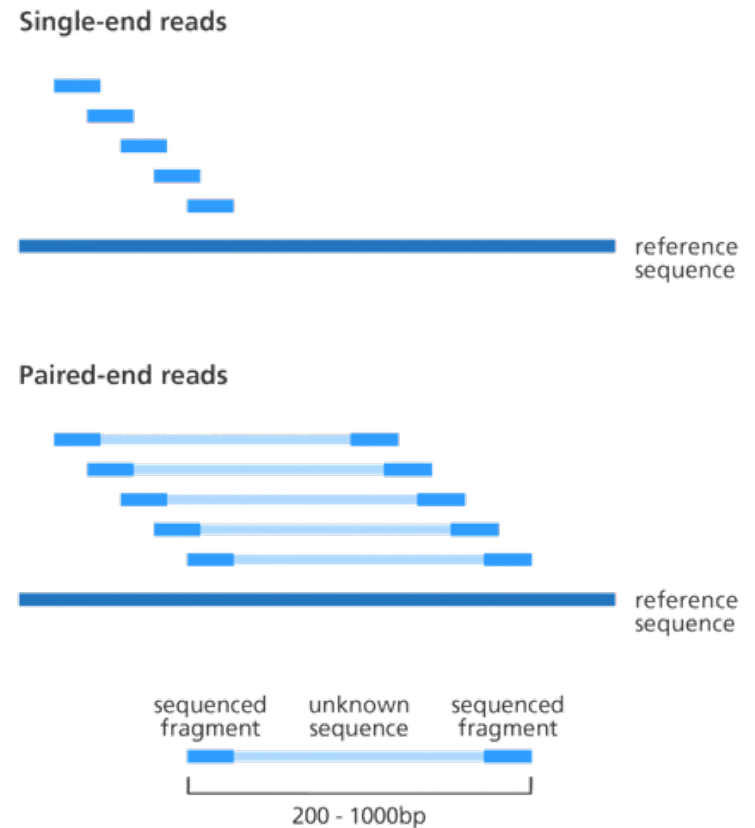 Single-end reads
reference
sequence
Paired-end reads
reference
sequence
sequenced unknown sequenced
fragment sequence fragment
200 - 1000bp